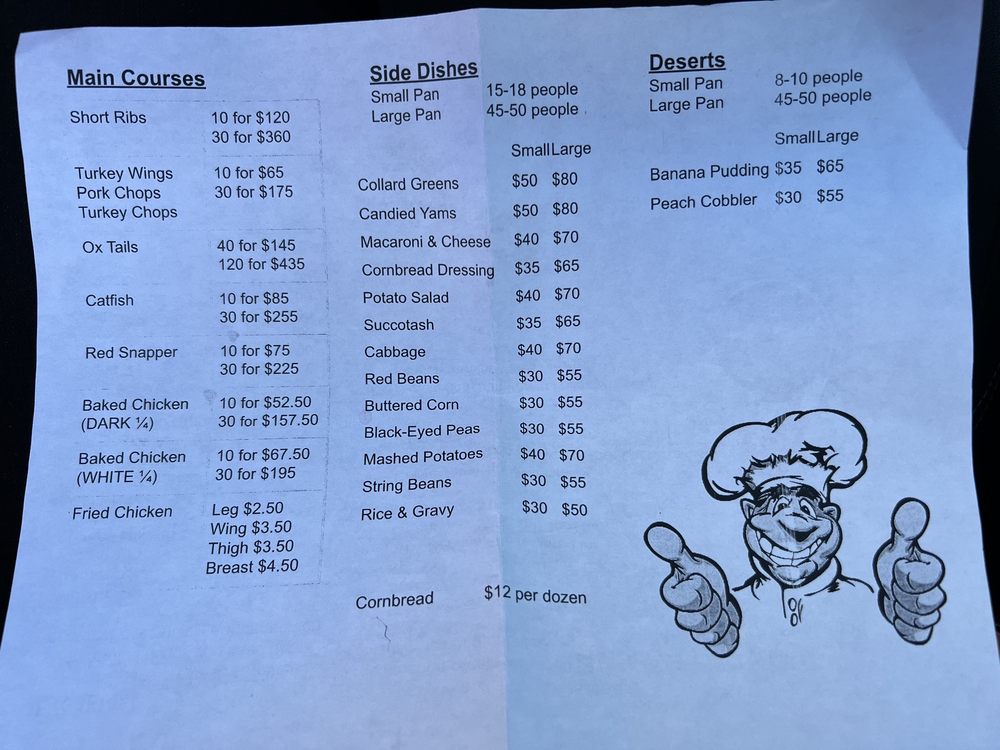 Main Courses
Short Ribs 10 for $120
30 for $360
Turkey Wings 10 for $65
Pork Chops 30 for $175
Turkey Chops
Ox Tails 40 for $145
120 for $435
Catfish 10 for $85
30 for $255
Red Snapper 10 for $75
30 for $225
Baked Chicken 10 for $52.50
(DARK ¼) 30 for $157.50
Baked Chicken 10 for $67.50
(WHITE ¼) 30 for $195
Fried Chicken Leg $2.50
Wing $3.50
Thigh $3.50
Breast $4.50
Side Dishes
Small Pan 15-18 people
Large Pan 45-50 people
Small Large
Collard Greens $50 $80
Candied Yams $50 $80
Macaroni & Cheese $40 $70
Cornbread Dressing $35 $65
Potato Salad $40 $70
Succotash $35 $65
Cabbage $40 $70
Red Beans $30 $55
Buttered Corn $30 $55
Black-Eyed Peas $30 $55
Mashed Potatoes $40 $70
String Beans $30 $55
Rice & Gravy $30 $50
Cornbread $12 per dozen
Deserts
Small Pan 8-10 people
Large Pan 45-50 people
Small Large
Banana Pudding $35 $65
Peach Cobbler $30 $55